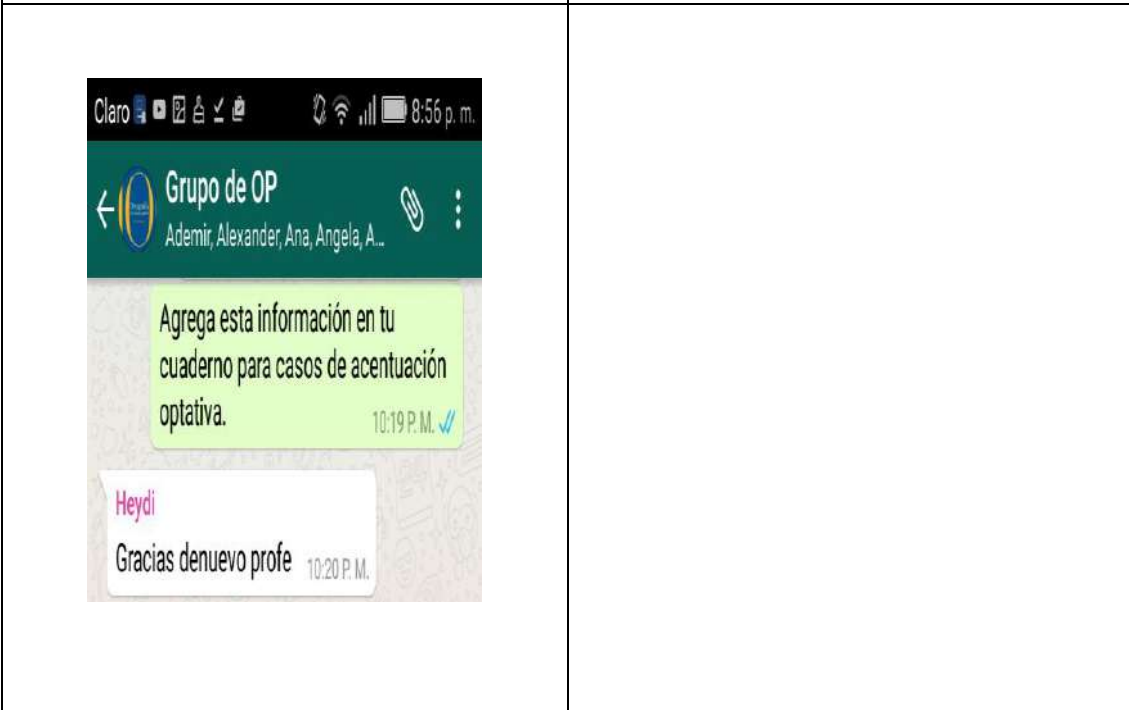 Claro 8:56 p. m.
Grupo de OP
Ademir, Alexander, Ana, Angela, A...
Agrega esta información en tu
cuaderno para casos de acentuación
optativa.
10:19 P. M.
Heydi
Gracias denuevo profe 10:20 P. M.